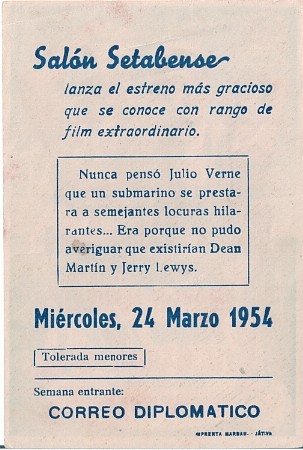 Salón Setabense
lanza el estreno más gracioso
que se conoce con rango de
film extraordinario.
Nunca pensó Julio Verne
que un submarino se presta-
ra a semejantes locuras hila-
rantes... Era porque no pudo
averiguar que existirían Dean
Martín y Jerry Lewys.
Miércoles, 24 Marzo 1954
Tolerada menores
Semana entrante:
CORREO DIPLOMATICO
IMPRENTA MARBAU. - JÁTIVA